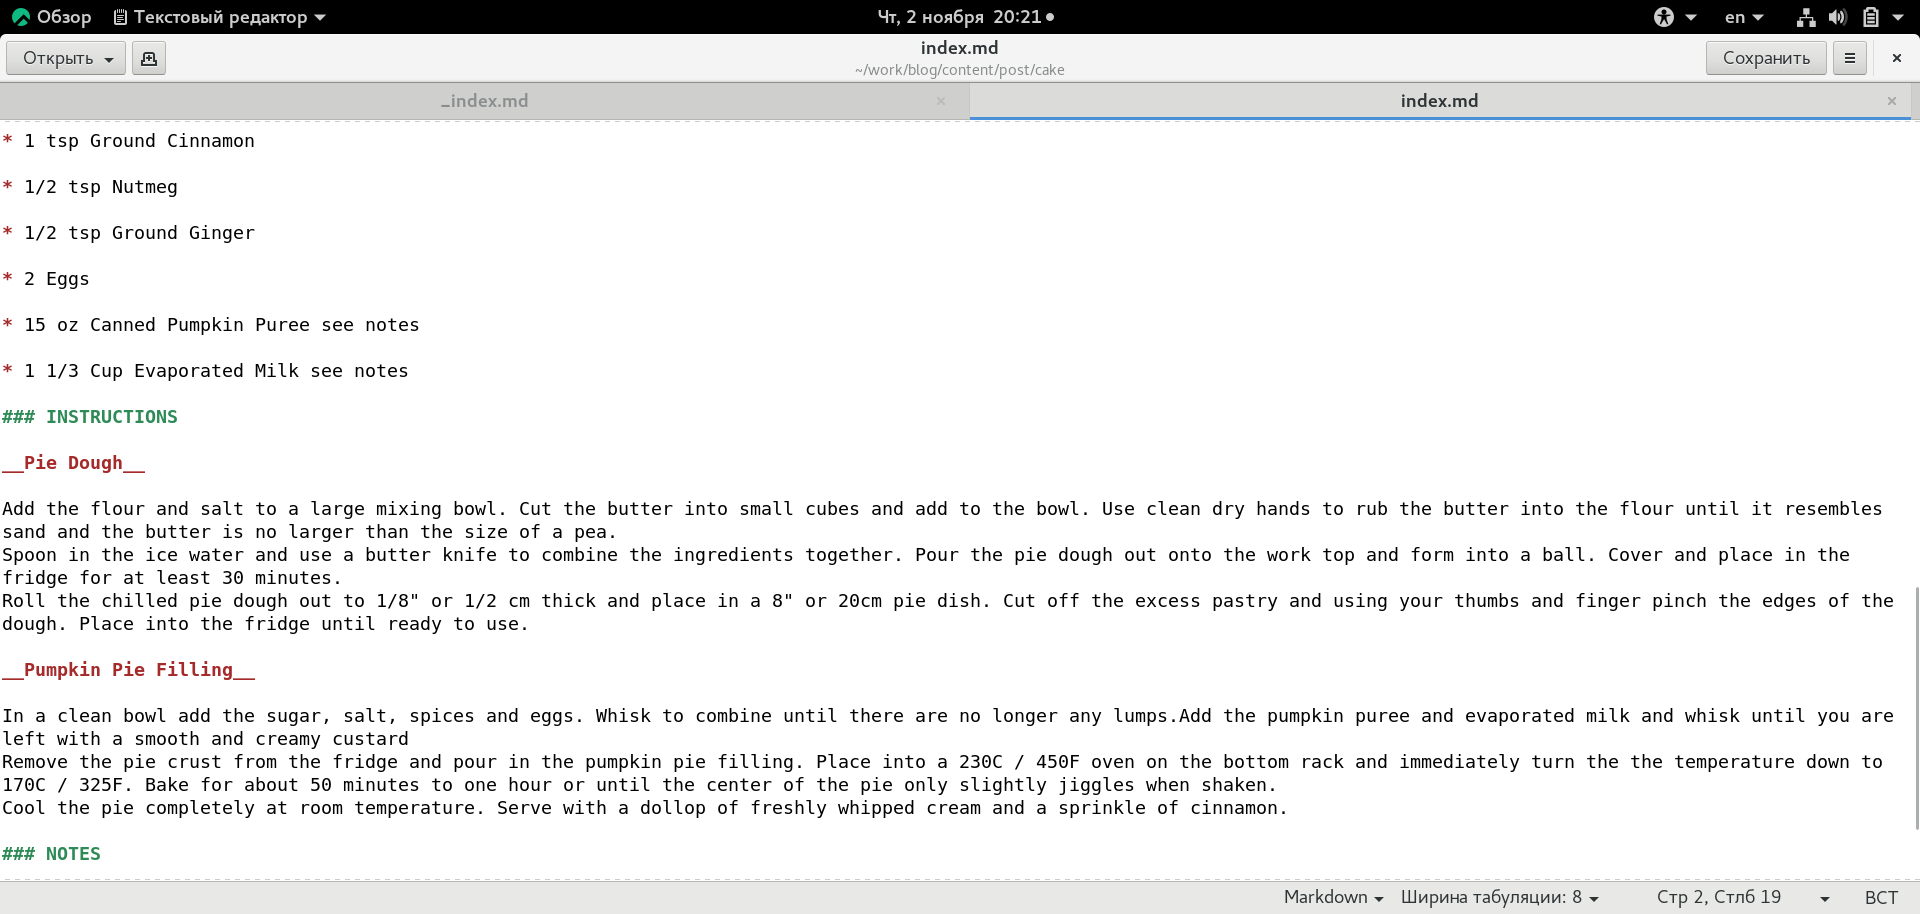 Обзор Текстовый редактор Чт, 2 ноября 20:21 en
Открыть index.md Сохранить
~/work/blog/content/post/cake
_index.md index.md
* 1 tsp Ground Cinnamon
* 1/2 tsp Nutmeg
* 1/2 tsp Ground Ginger
* 2 Eggs
* 15 oz Canned Pumpkin Puree see notes
* 1 1/3 Cup Evaporated Milk see notes
### INSTRUCTIONS
__Pie Dough__
Add the flour and salt to a large mixing bowl. Cut the butter into small cubes and add to the bowl. Use clean dry hands to rub the butter into the flour until it resembles
sand and the butter is no larger than the size of a pea.
Spoon in the ice water and use a butter knife to combine the ingredients together. Pour the pie dough out onto the work top and form into a ball. Cover and place in the
fridge for at least 30 minutes.
Roll the chilled pie dough out to 1/8" or 1/2 cm thick and place in a 8" or 20cm pie dish. Cut off the excess pastry and using your thumbs and finger pinch the edges of the
dough. Place into the fridge until ready to use.
__Pumpkin Pie Filling__
In a clean bowl add the sugar, salt, spices and eggs. Whisk to combine until there are no longer any lumps.Add the pumpkin puree and evaporated milk and whisk until you are
left with a smooth and creamy custard
Remove the pie crust from the fridge and pour in the pumpkin pie filling. Place into a 230C / 450F oven on the bottom rack and immediately turn the the temperature down to
170C / 325F. Bake for about 50 minutes to one hour or until the center of the pie only slightly jiggles when shaken.
Cool the pie completely at room temperature. Serve with a dollop of freshly whipped cream and a sprinkle of cinnamon.
### NOTES
Markdown Ширина табуляции: 8 Стр 2, Стлб 19 ВСТ